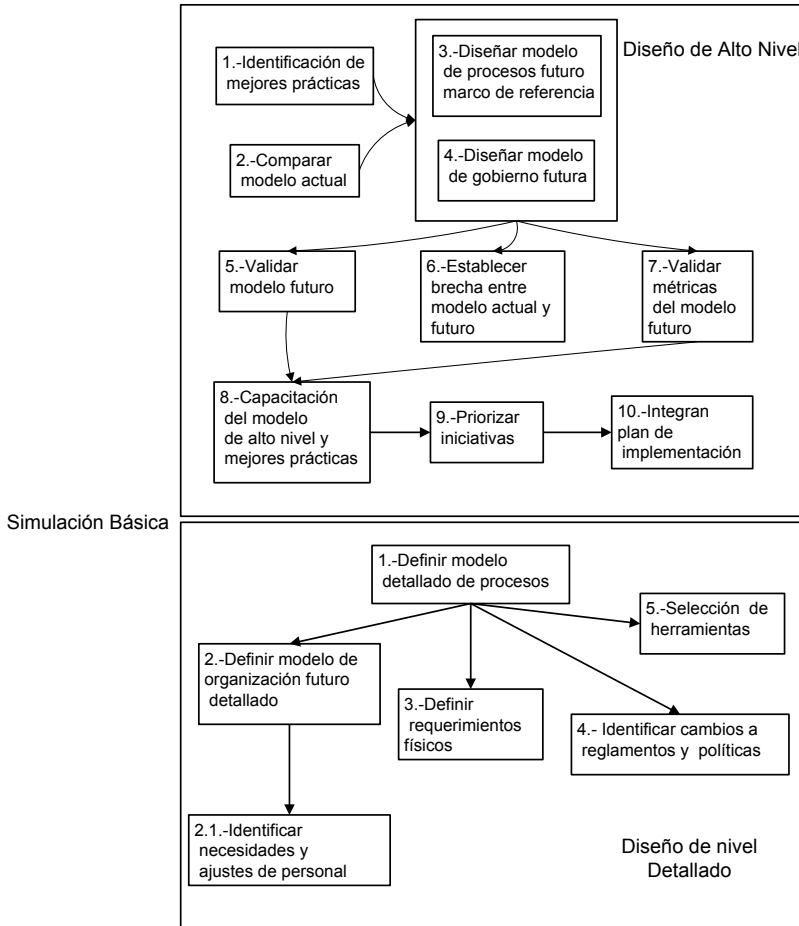 Diseño de Alto Nivel
1.-Identificación de
mejores prácticas
2.-Comparar
modelo actual
3.-Diseñar modelo
de procesos futuro
marco de referencia
4.-Diseñar modelo
de gobierno futura
5.-Validar
modelo futuro
6.-Establecer
brecha entre
modelo actual y
futuro
7.-Validar
métricas
del modelo
futuro
8.-Capacitación
del modelo
de alto nivel y
mejores prácticas
9.-Priorizar
iniciativas
10.-Integran
plan de
implementación
Simulación Básica
1.-Definir modelo
detallado de procesos
5.-Selección de
herramientas
2.-Definir modelo de
organización futuro
detallado
3.-Definir
requerimientos
físicos
4.- Identificar cambios a
reglamentos y políticas
2.1.-Identificar
necesidades y
ajustes de personal
Diseño de nivel
Detallado